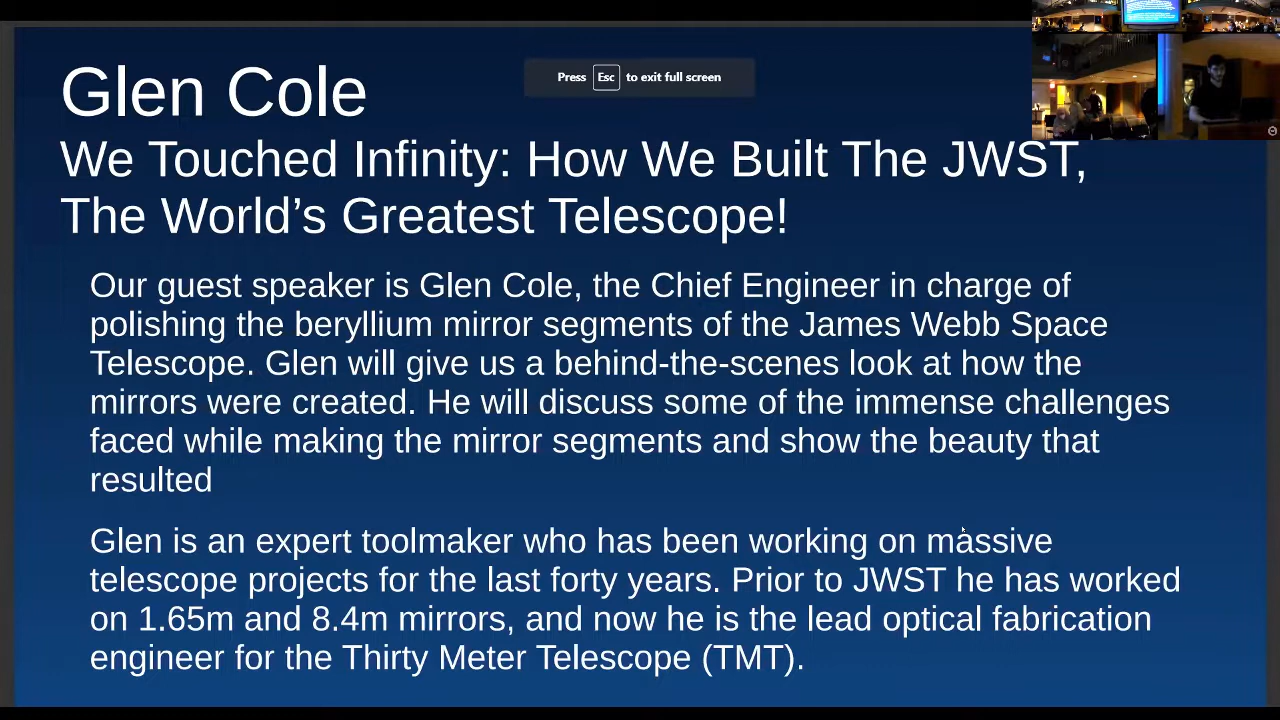 Glen Cole
Press Esc to exit full screen
We Touched Infinity: How We Built The JWST,
The World’s Greatest Telescope!
Our guest speaker is Glen Cole, the Chief Engineer in charge of
polishing the beryllium mirror segments of the James Webb Space
Telescope. Glen will give us a behind-the-scenes look at how the
mirrors were created. He will discuss some of the immense challenges
faced while making the mirror segments and show the beauty that
resulted
Glen is an expert toolmaker who has been working on massive
telescope projects for the last forty years. Prior to JWST he has worked
on 1.65m and 8.4m mirrors, and now he is the lead optical fabrication
engineer for the Thirty Meter Telescope (TMT).